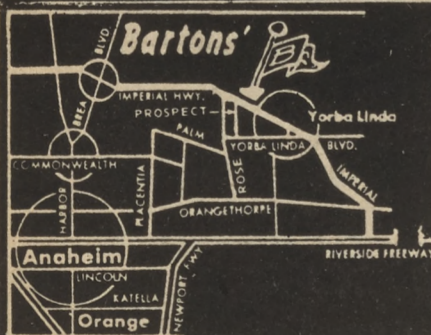 Bartons'
BLVD.
BREA
B
IMPERIAL HWY.
PROSPECT
Yorba Linda
PALM
YORBA LINDA BLVD.
COMMONWEALTH
ROSE
IMPERIAL
HARBOR
PLACENTIA
ORANGETHORPE
Anaheim
RIVERSIDE FREEWAY
LINCOLN
NEWPORT FWY
KATELLA
Orange